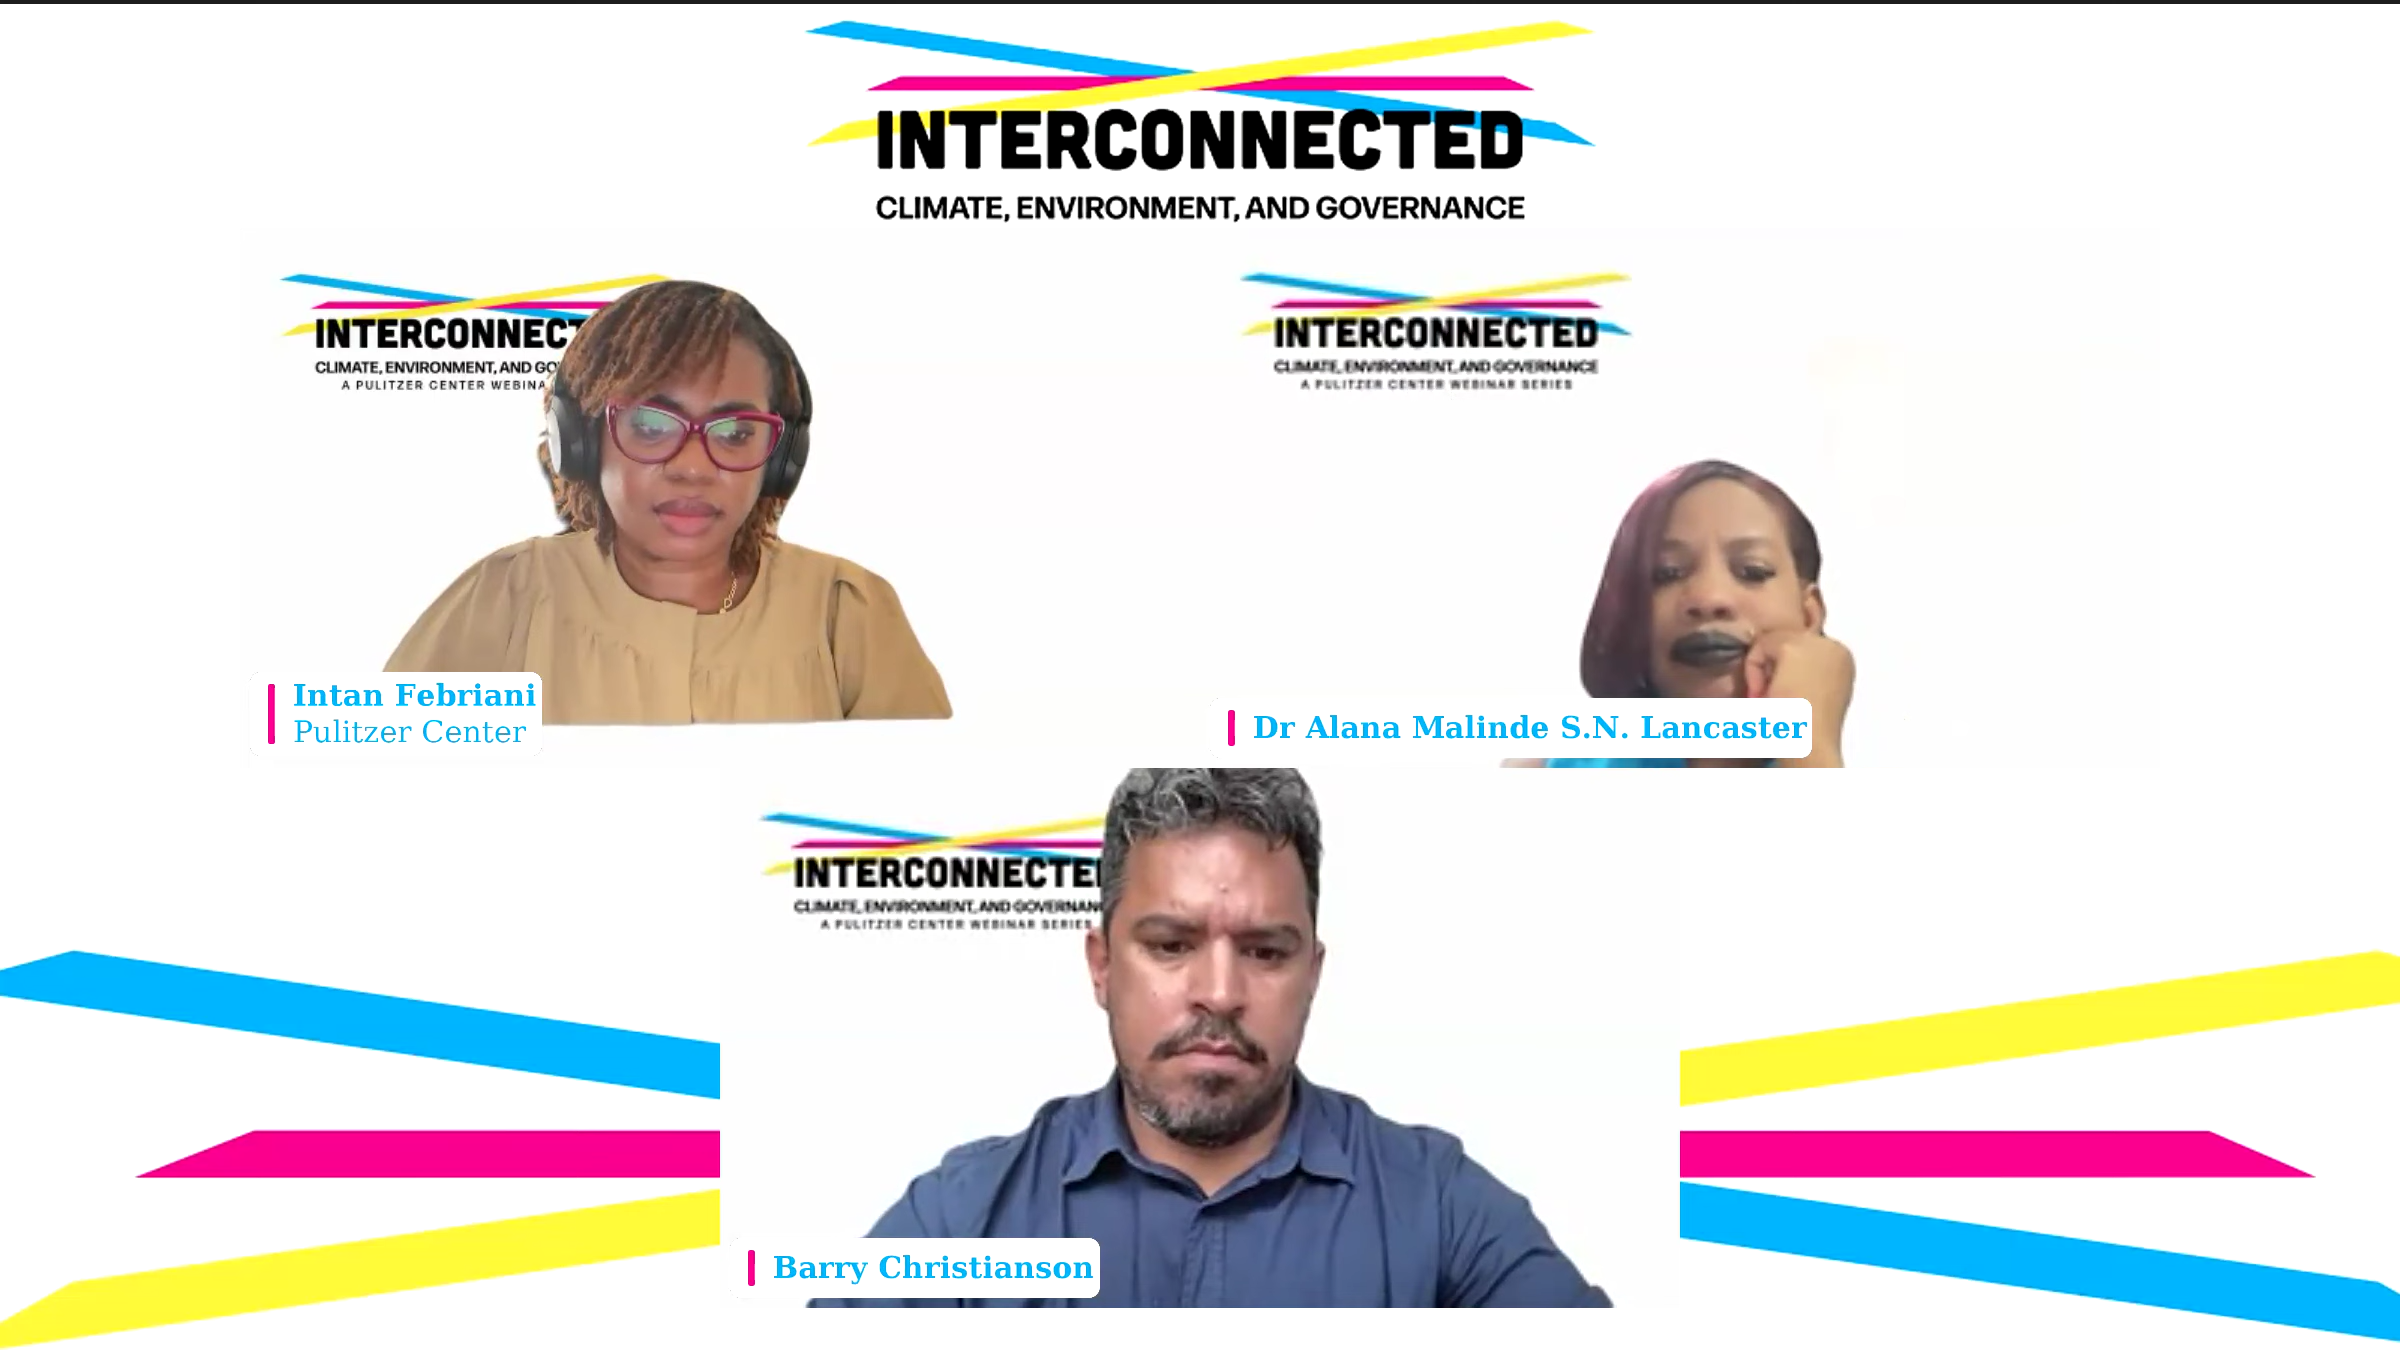 INTERCONNECTED
CLIMATE, ENVIRONMENT, AND GOVERNANCE
INTERCONNECT
CLIMATE, ENVIRONMENT, AND GO
A PULITZER CENTER WEBINA
Intan Febriani
Pulitzer Center
INTERCONNECTED
CLIMATE, ENVIRONMENT, AND GOVERNANCE
A PULITZER CENTER WEBINAR SERIES
Dr Alana Malinde S.N. Lancaster
INTERCONNECTE
CLIMATE, ENVIRONMENT, AND GOVERNAN
A PULITZER CENTER WEBINAR SERIES
Barry Christianson